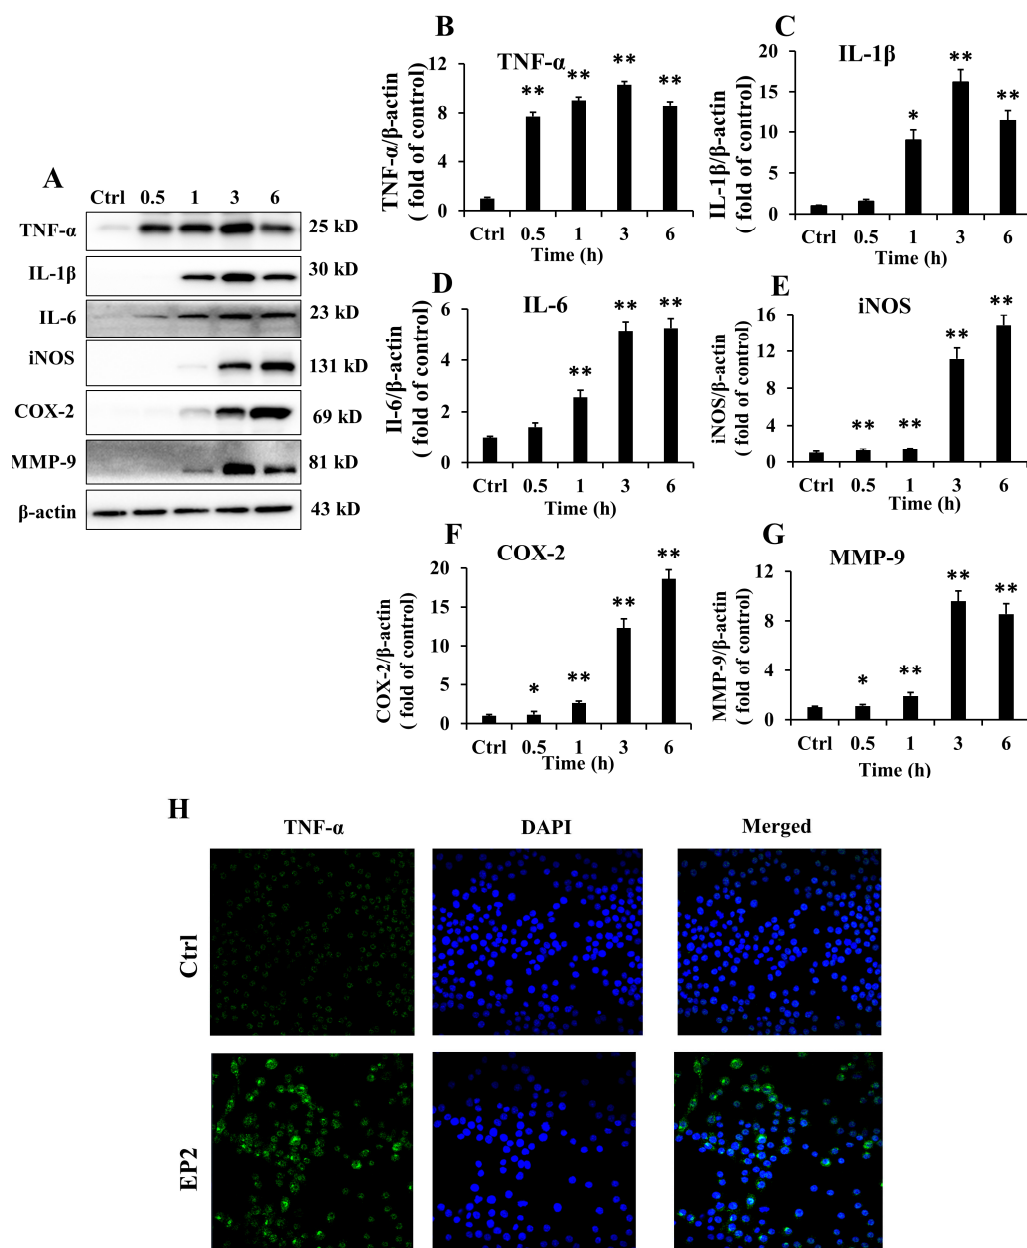 A
Ctrl 0.5 1 3 6
TNF-α 25 kD
IL-1β 30 kD
IL-6 23 kD
iNOS 131 kD
COX-2 69 kD
MMP-9 81 kD
β-actin 43 kD
B
TNF-α
TNF-α/β-actin
( fold of control)
12
8
4
0
** ** ** **
Ctrl 0.5 1 3 6
Time (h)
C
IL-1β
IL-1β/β-actin
( fold of control)
20
15
10
5
0
* ** **
Ctrl 0.5 1 3 6
Time (h)
D
IL-6
Il-6/β-actin
( fold of control)
6
4
2
0
** ** **
Ctrl 0.5 1 3 6
Time (h)
E
iNOS
iNOS/β-actin
( fold of control)
16
12
8
4
0
** ** ** **
Ctrl 0.5 1 3 6
Time (h)
F
COX-2
COX-2/β-actin
( fold of control)
20
15
10
5
0
* ** ** **
Ctrl 0.5 1 3 6
Time (h)
G
MMP-9
MMP-9/β-actin
( fold of control)
12
8
4
0
* ** ** **
Ctrl 0.5 1 3 6
Time (h)
H
TNF-α DAPI Merged
Ctrl
EP2